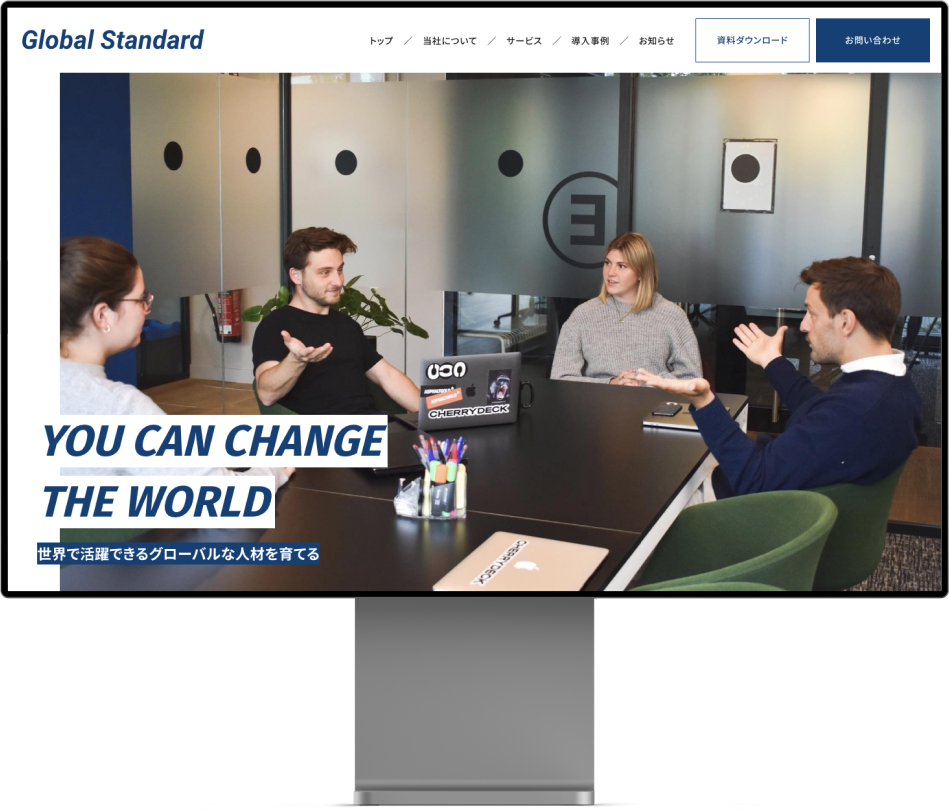 Global Standard
トップ ／ 当社について ／ サービス ／ 導入事例 ／ お知らせ
資料ダウンロード
お問い合わせ
E
CHERRYDECK
YOU CAN CHANGE
THE WORLD
世界で活躍できるグローバルな人材を育てる
CHERRYDECK